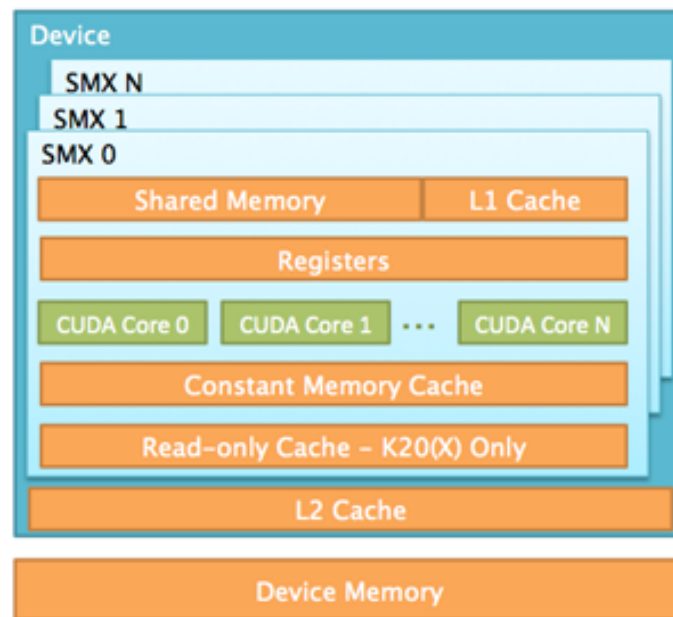 Device
SMX N
SMX 1
SMX 0
Shared Memory L1 Cache
Registers
CUDA Core 0 CUDA Core 1 ... CUDA Core N
Constant Memory Cache
Read-only Cache - K20(X) Only
L2 Cache
Device Memory